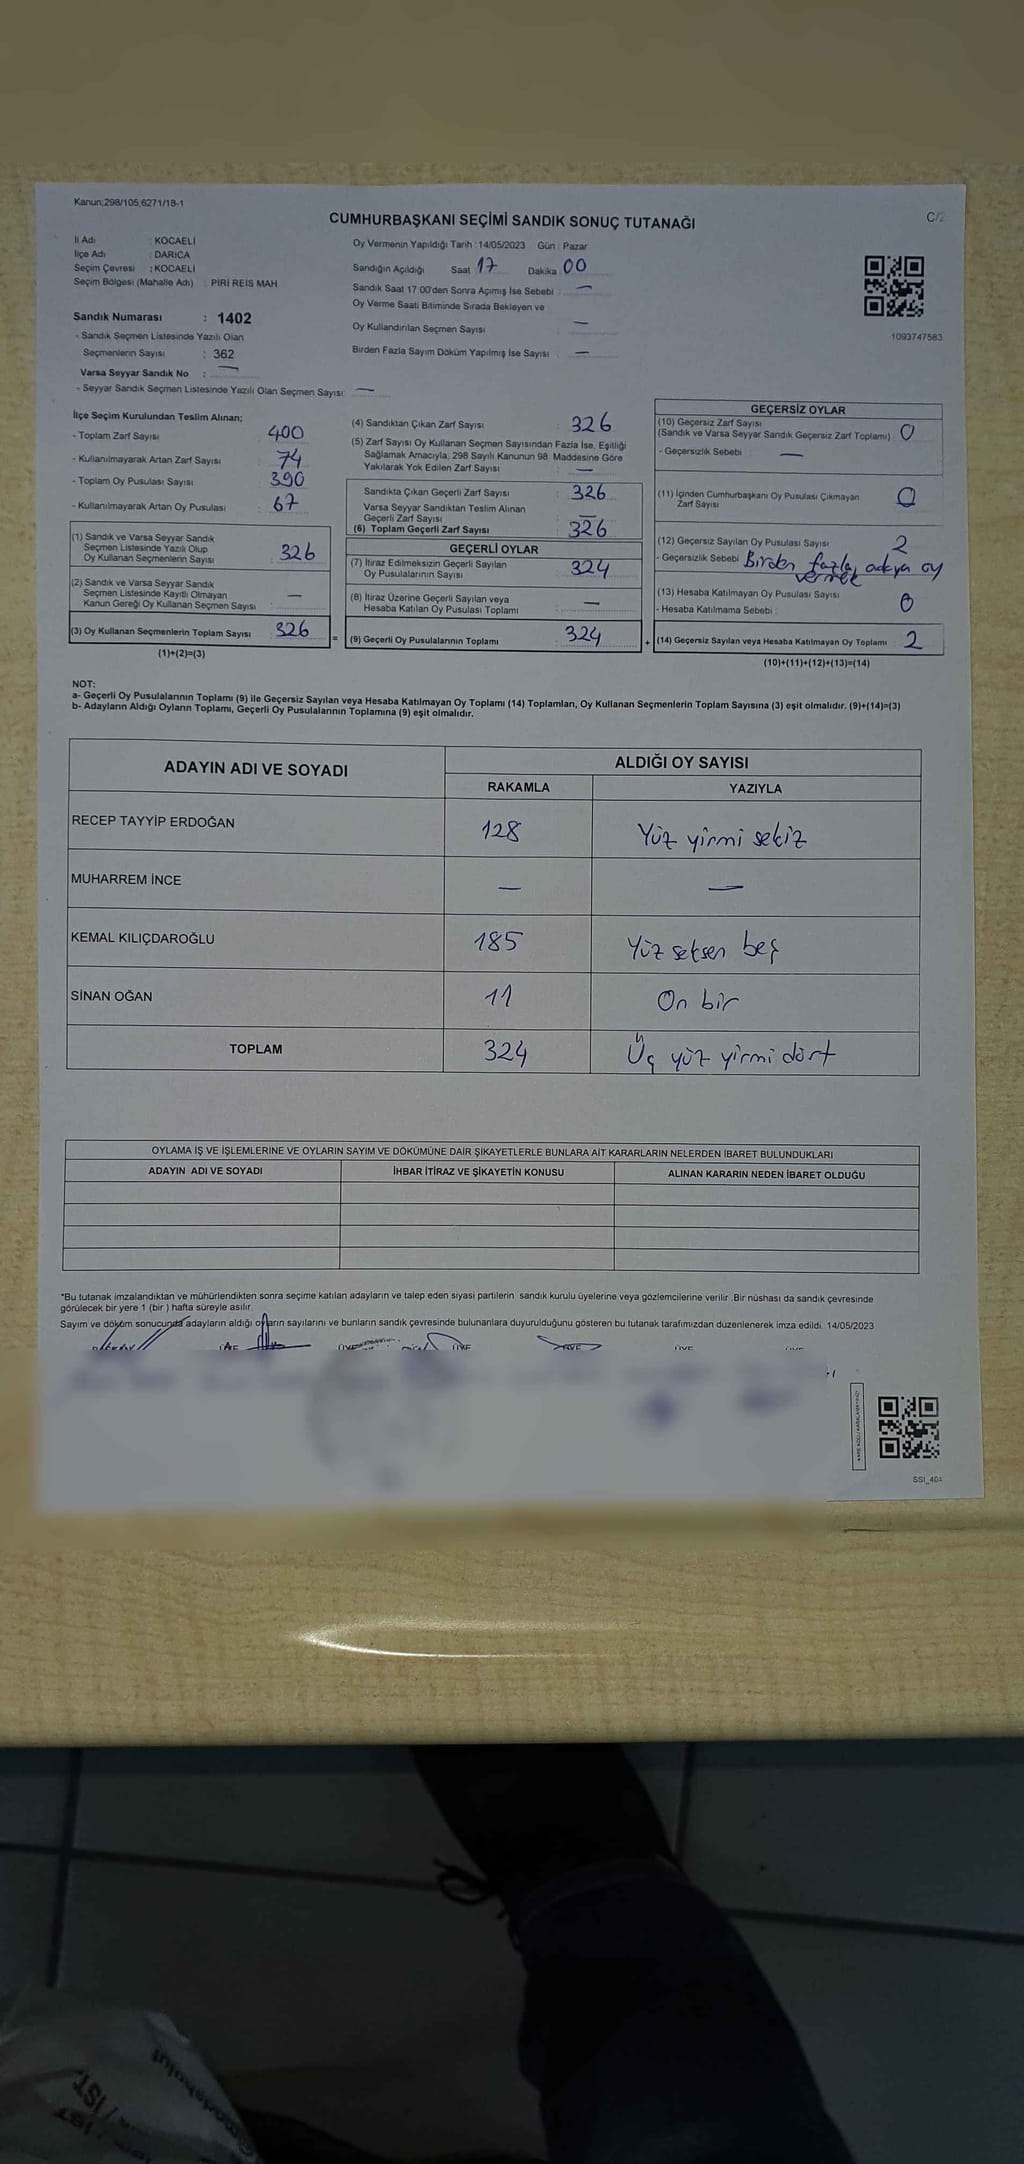 Kanun;298/105,6271/18-1
CUMHURBAŞKANI SEÇİMİ SANDIK SONUÇ TUTANAĞI
C/2
İl Adı : KOCAELİ
İlçe Adı : DARICA
Seçim Çevresi : KOCAELİ
Seçim Bölgesi (Mahalle Adı) : PİRİ REİS MAH.
Sandık Numarası : 1402
- Sandık Seçmen Listesinde Yazılı Olan
Seçmenlerin Sayısı : 362
Varsa Seyyar Sandık No : —
- Seyyar Sandık Seçmen Listesinde Yazılı Olan Seçmen Sayısı: —
Oy Vermenin Yapıldığı Tarih : 14/05/2023 Gün : Pazar
Sandığın Açıldığı Saat 17 Dakika 00
Sandık Saat 17:00'den Sonra Açımış İse Sebebi : —
Oy Verme Saati Bitiminde Sırada Bekleyen ve
Oy Kullandırılan Seçmen Sayısı —
Birden Fazla Sayım Döküm Yapılmış İse Sayısı : —
1093747583
İlçe Seçim Kurulundan Teslim Alınan;
- Toplam Zarf Sayısı 400
- Kullanılmayarak Artan Zarf Sayısı 74
- Toplam Oy Pusulası Sayısı 390
- Kullanılmayarak Artan Oy Pusulası 67
(1) Sandık ve Varsa Seyyar Sandık
Seçmen Listesinde Yazılı Olup
Oy Kullanan Seçmenlerin Sayısı 326
(2) Sandık ve Varsa Seyyar Sandık
Seçmen Listesinde Kayıtlı Olmayan
Kanun Gereği Oy Kullanan Seçmen Sayısı —
(3) Oy Kullanan Seçmenlerin Toplam Sayısı 326 =
(1)+(2)=(3)
(4) Sandıktan Çıkan Zarf Sayısı : 326
(5) Zarf Sayısı Oy Kullanan Seçmen Sayısından Fazla İse, Eşitliği
Sağlamak Amacıyla; 298 Sayılı Kanunun 98. Maddesine Göre
Yakılarak Yok Edilen Zarf Sayısı : —
Sandıkta Çıkan Geçerli Zarf Sayısı 326
Varsa Seyyar Sandıktan Teslim Alınan
Geçerli Zarf Sayısı —
(6) Toplam Geçerli Zarf Sayısı 326
GEÇERLİ OYLAR
(7) İtiraz Edilmeksizin Geçerli Sayılan
Oy Pusulalarının Sayısı 324
(8) İtiraz Üzerine Geçerli Sayılan veya
Hesaba Katılan Oy Pusulası Toplamı —
(9) Geçerli Oy Pusulalarının Toplamı : 324 +
GEÇERSİZ OYLAR
(10) Geçersiz Zarf Sayısı
(Sandık ve Varsa Seyyar Sandık Geçersiz Zarf Toplamı) 0
- Geçersizlik Sebebi : —
(11) İçinden Cumhurbaşkanı Oy Pusulası Çıkmayan
Zarf Sayısı 0
(12) Geçersiz Sayılan Oy Pusulası Sayısı 2
- Geçersizlik Sebebi Birden fazla adaya oy
vermek
(13) Hesaba Katılmayan Oy Pusulası Sayısı 0
- Hesaba Katılmama Sebebi :
(14) Geçersiz Sayılan veya Hesaba Katılmayan Oy Toplamı 2
(10)+(11)+(12)+(13)=(14)
NOT:
a- Geçerli Oy Pusulalarının Toplamı (9) ile Geçersiz Sayılan veya Hesaba Katılmayan Oy Toplamı (14) Toplamları, Oy Kullanan Seçmenlerin Toplam Sayısına (3) eşit olmalıdır. (9)+(14)=(3)
b- Adayların Aldığı Oyların Toplamı, Geçerli Oy Pusulalarının Toplamına (9) eşit olmalıdır.
ADAYIN ADI VE SOYADI
ALDIĞI OY SAYISI
RAKAMLA YAZIYLA
RECEP TAYYİP ERDOĞAN 128 Yüz yirmi sekiz
MUHARREM İNCE — —
KEMAL KILIÇDAROĞLU 185 Yüz seksen beş
SİNAN OĞAN 11 On bir
TOPLAM 324 Üç yüz yirmi dört
OYLAMA İŞ VE İŞLEMLERİNE VE OYLARIN SAYIM VE DÖKÜMÜNE DAİR ŞİKAYETLERLE BUNLARA AİT KARARLARIN NELERDEN İBARET BULUNDUKLARI
ADAYIN ADI VE SOYADI İHBAR İTİRAZ VE ŞİKAYETİN KONUSU ALINAN KARARIN NEDEN İBARET OLDUĞU
*Bu tutanak imzalandıktan ve mühürlendikten sonra seçime katılan adayların ve talep eden siyasi partilerin sandık kurulu üyelerine veya gözlemcilerine verilir. Bir nüshası da sandık çevresinde
görülecek bir yere 1 (bir ) hafta süreyle asılır.
Sayım ve döküm sonucunda adayların aldığı oyların sayılarını ve bunların sandık çevresinde bulunanlara duyurulduğunu gösteren bu tutanak tarafımızdan düzenlenerek imza edildi. 14/05/2023
SSI_404